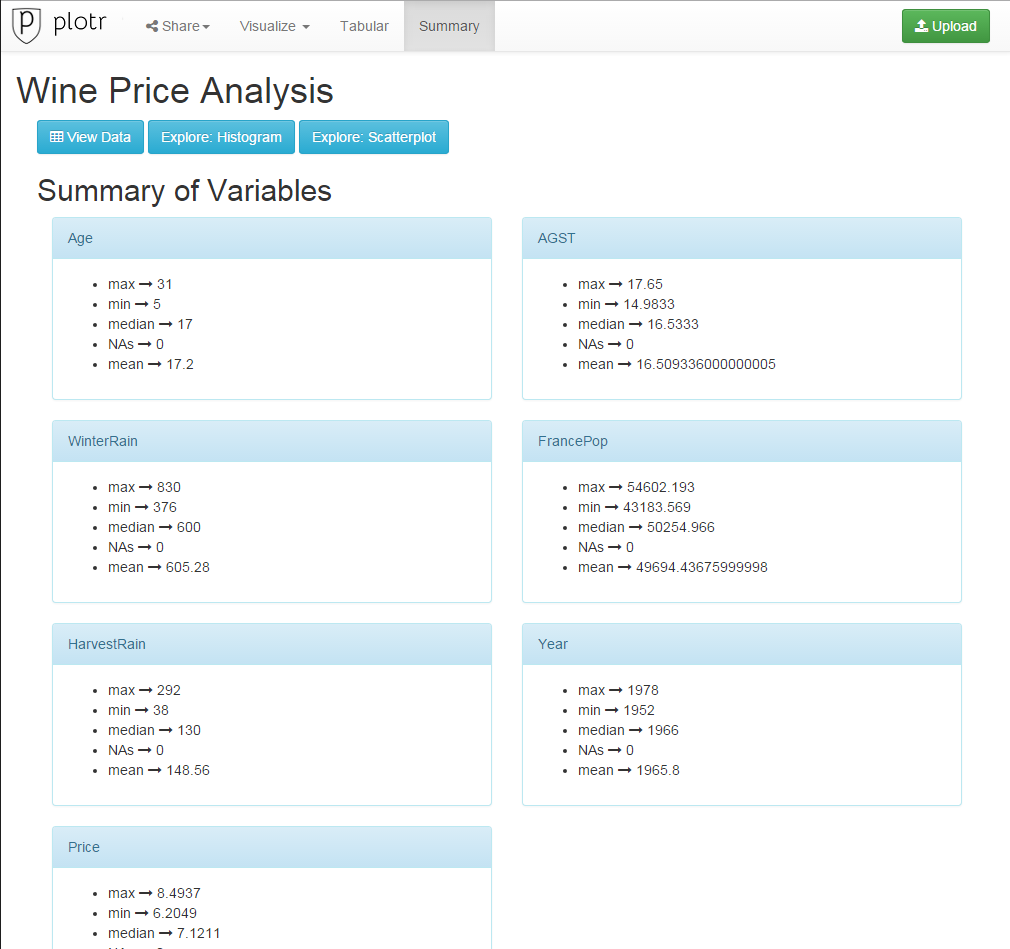 p plotr Share Visualize Tabular Summary Upload
Wine Price Analysis
View Data Explore: Histogram Explore: Scatterplot
Summary of Variables
Age
max → 31
min → 5
median → 17
NAs → 0
mean → 17.2
AGST
max → 17.65
min → 14.9833
median → 16.5333
NAs → 0
mean → 16.509336000000005
WinterRain
max → 830
min → 376
median → 600
NAs → 0
mean → 605.28
FrancePop
max → 54602.193
min → 43183.569
median → 50254.966
NAs → 0
mean → 49694.43675999998
HarvestRain
max → 292
min → 38
median → 130
NAs → 0
mean → 148.56
Year
max → 1978
min → 1952
median → 1966
NAs → 0
mean → 1965.8
Price
max → 8.4937
min → 6.2049
median → 7.1211